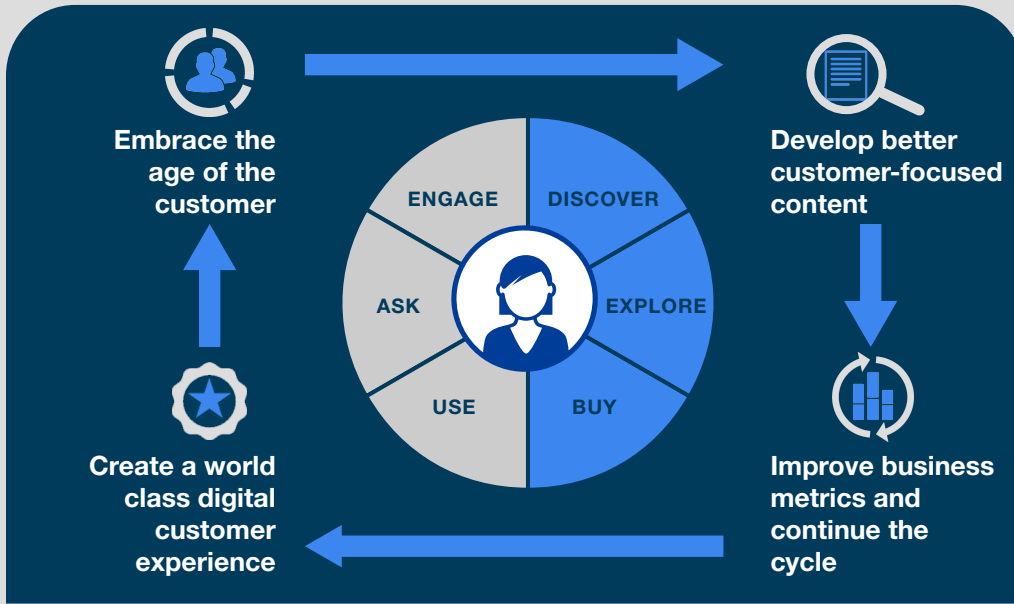 Embrace the
age of the
customer
Develop better
customer-focused
content
ENGAGE
DISCOVER
ASK
EXPLORE
USE
BUY
Create a world
class digital
customer
experience
Improve business
metrics and
continue the
cycle